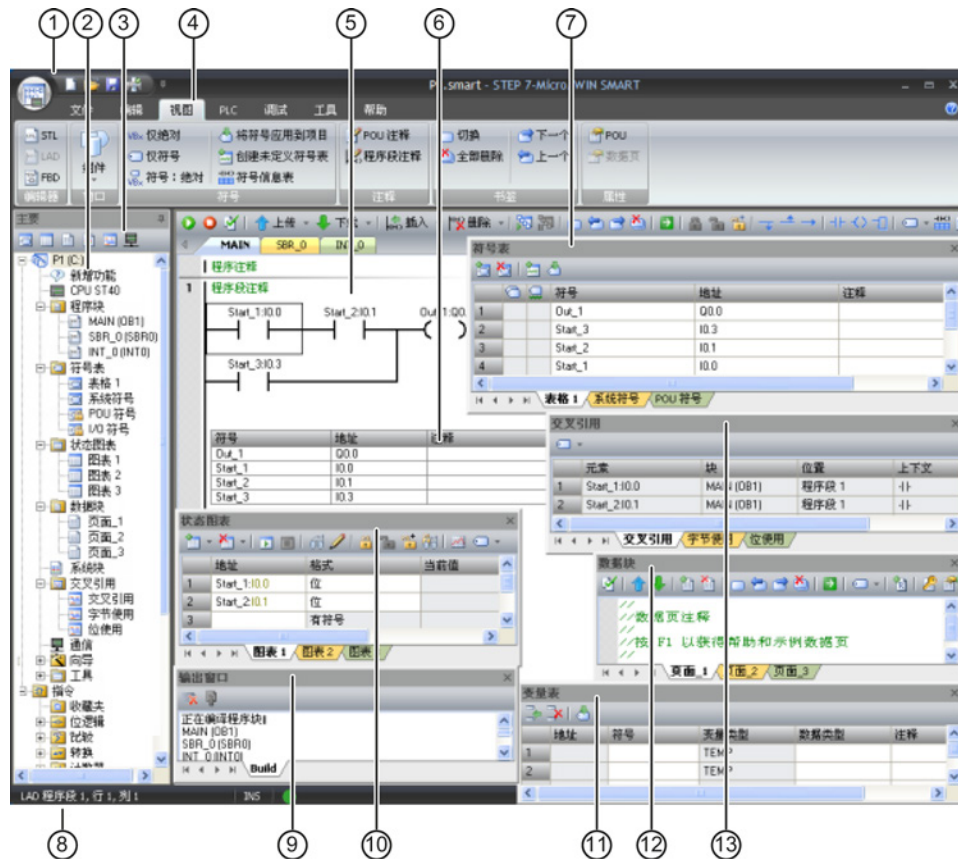 ① ② ③ ④ ⑤ ⑥ ⑦
smart - STEP 7-Micro/WIN SMART
文件 编辑 视图 PLC 调试 工具 帮助
STL
LAD
FBD
编辑器
组件
窗口
仅绝对
仅符号
符号：绝对
将符号应用到项目
创建未定义符号表
符号信息表
符号
POU 注释
程序段注释
注释
切换
全部删除
下一个
上一个
书签
POU
数据页
属性
主要
P1 (C:)
新增功能
CPU ST40
程序块
MAIN (OB1)
SBR_0 (SBR0)
INT_0 (INT0)
符号表
表格 1
系统符号
POU 符号
I/O 符号
状态图表
图表 1
图表 2
图表 3
数据块
页面_1
页面_2
页面_3
系统块
交叉引用
交叉引用
字节使用
位使用
通信
向导
工具
指令
收藏夹
位逻辑
时钟
转换
上传 下载 插入 删除
MAIN SBR_0 INT_0
程序注释
1 程序段注释
Start_1:I0.0 Start_2:I0.1 Out_1:Q0.
Start_3:I0.3
符号 地址 注释
Out_1 Q0.0
Start_1 I0.0
Start_2 I0.1
Start_3 I0.3
符号表
符号 地址 注释
1 Out_1 Q0.0
2 Start_3 I0.3
3 Start_2 I0.1
4 Start_1 I0.0
表格 1 系统符号 POU 符号
交叉引用
元素 块 位置 上下文
1 Start_1:I0.0 MAIN (OB1) 程序段 1
2 Start_2:I0.1 MAIN (OB1) 程序段 1
交叉引用 字节使用 位使用
状态图表
地址 格式 当前值
1 Start_1:I0.0 位
2 Start_2:I0.1 位
3 有符号
图表 1 图表 2 图表
数据块
//
//数据页注释
//
//按 F1 以获得帮助和示例数据页
//
页面_1 页面_2 页面_3
输出窗口
正在编译程序块
MAIN (OB1)
SBR_0 (SBR0)
INT_0 (INT0)
Build
变量表
地址 符号 变量类型 数据类型 注释
1 TEMP
2 TEMP
LAD 程序段 1, 行 1, 列 1 INS
⑧ ⑨ ⑩ ⑪ ⑫ ⑬